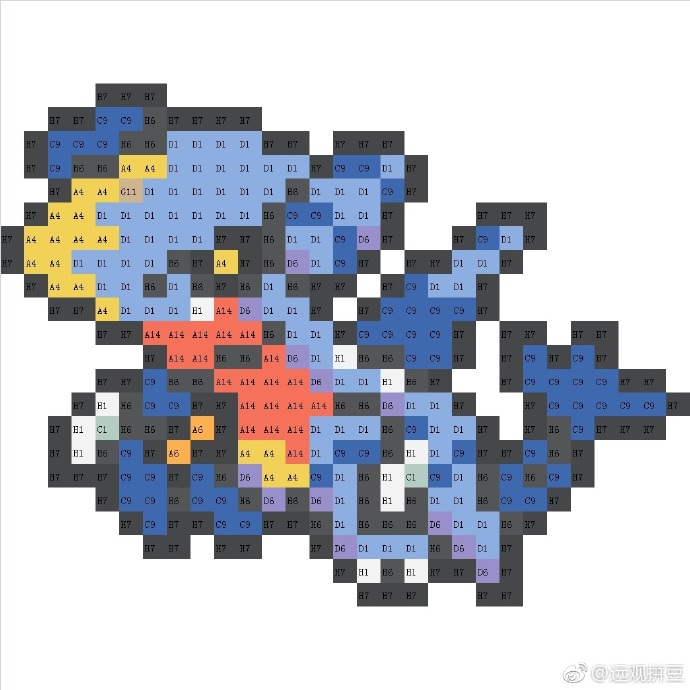 H7 H7 H7
H7 H7 C9 C9 H6 H7 H7 H7 H7
H7 C9 C9 C9 H6 H6 D1 D1 D1 D1 H7 H7 H7 H7 H7
H7 C9 H6 H6 A4 A4 D1 D1 D1 D1 D1 D1 H7 C9 C9 D1 H7
H7 A4 A4 G11 D1 D1 D1 D1 D1 D1 H6 D1 D1 D1 C9 H7
H7 A4 A4 D1 D1 D1 D1 D1 D1 D1 H6 C9 C9 D1 D1 H7 H7 H7 H7
H7 A4 A4 A4 A4 D1 D1 D1 D1 H7 H7 H6 D1 D1 C9 D6 H7 H7 C9 D1 H7
H7 A4 A4 D1 D1 D1 D1 H6 H7 A4 H7 H6 D6 D1 C9 H7 H7 H7 D1 D1 H7
H7 A4 A4 D1 D1 H6 D1 H6 H7 H6 D1 H6 H7 H7 H7 C9 D1 D1 H7
H7 H7 A4 D1 D1 D1 H1 A14 D6 D1 D1 H7 H7 C9 C9 C9 C9 H7
H7 H7 A14 A14 A14 A14 A14 H6 D1 D1 H7 C9 C9 C9 C9 H7 H7 H7 H7 H7
H7 A14 A14 H6 H6 A14 D6 D1 H1 H6 H6 C9 C9 H7 H7 C9 H7 C9 H7
H7 H7 C9 H6 H6 A14 A14 A14 A14 D6 D1 D1 H1 H6 H7 H7 C9 C9 C9 C9 H7 H7
H7 H1 H6 C9 C9 H7 H7 A14 A14 A14 A14 H6 H6 D6 D1 D1 H7 H7 C9 C9 C9 C9 C9 H7
H7 H1 C1 H6 H6 H7 A6 H7 A14 A14 A14 D1 D1 D1 H6 C9 D1 D1 H7 H7 C9 C9 H7 H7 H7
H7 H1 H6 C9 H7 A6 H7 H7 A4 A4 A14 D1 C9 C9 H6 H1 D1 C9 H7 H7 C9 H6 H7
H7 H7 H7 C9 C9 H7 C9 H6 D6 A4 A4 C9 D1 H6 H1 C1 C9 D1 H6 C9 H6 C9 H7
H7 C9 C9 H6 C9 C9 H6 D6 H6 D6 D1 H6 H1 H6 D1 D1 H6 C9 C9 H7
H7 C9 H7 H7 C9 C9 H7 H7 H6 D1 H6 H6 H6 D6 D1 D1 H6 H7
H7 H7 H7 H7 H7 D6 D1 D1 D1 H6 D6 D1 H7
H7 H1 H6 H1 H7 H7 D6 H7
H7 H7 H7 H7 H7
@远观拼豆